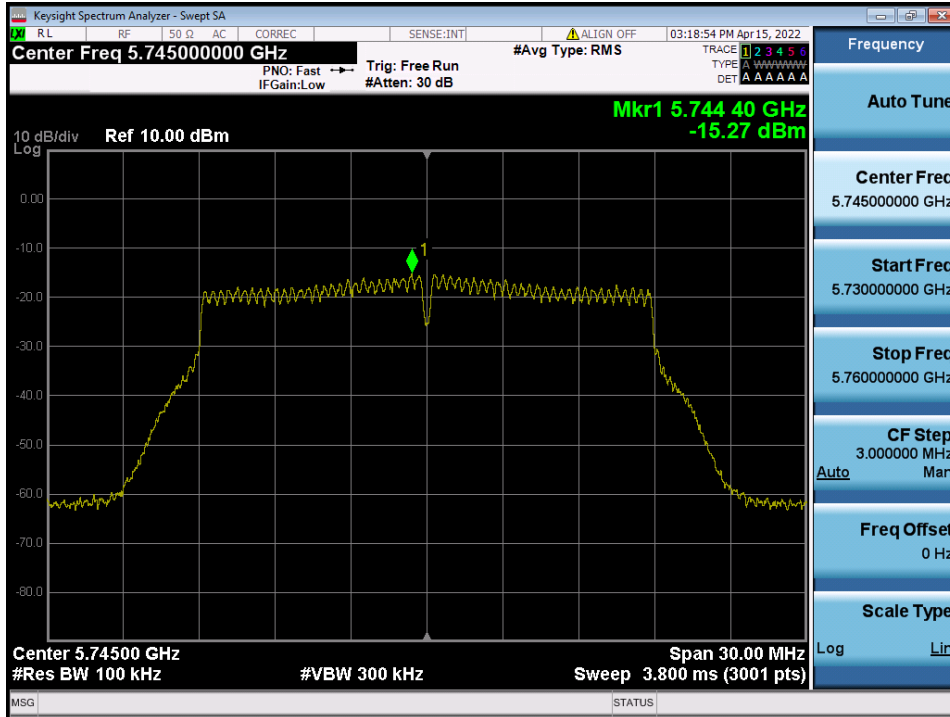 Keysight Spectrum Analyzer - Swept SA
LXI RL RF 50 Ω AC CORREC SENSE:INT ALIGN OFF 03:18:54 PM Apr 15, 2022
Center Freq 5.745000000 GHz
PNO: Fast
IFGain:Low
Trig: Free Run
#Atten: 30 dB
#Avg Type: RMS
TRACE 1 2 3 4 5 6
TYPE A WWWWW
DET A A A A A A
Mkr1 5.744 40 GHz
-15.27 dBm
10 dB/div Ref 10.00 dBm
Log
0.00
-10.0
-20.0
-30.0
-40.0
-50.0
-60.0
-70.0
-80.0
1
Center 5.74500 GHz Span 30.00 MHz
#Res BW 100 kHz #VBW 300 kHz Sweep 3.800 ms (3001 pts)
MSG STATUS
Frequency
Auto Tune
Center Freq
5.745000000 GHz
Start Freq
5.730000000 GHz
Stop Freq
5.760000000 GHz
CF Step
3.000000 MHz
Auto Man
Freq Offset
0 Hz
Scale Type
Log Lin